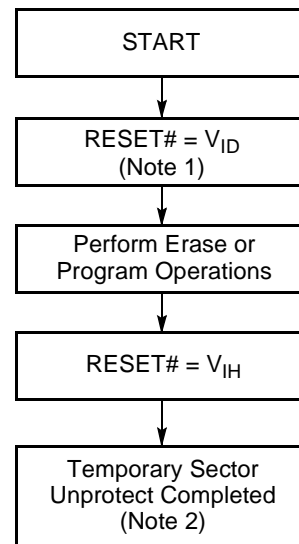 START
RESET# = VID
(Note 1)
Perform Erase or
Program Operations
RESET# = VIH
Temporary Sector
Unprotect Completed
(Note 2)